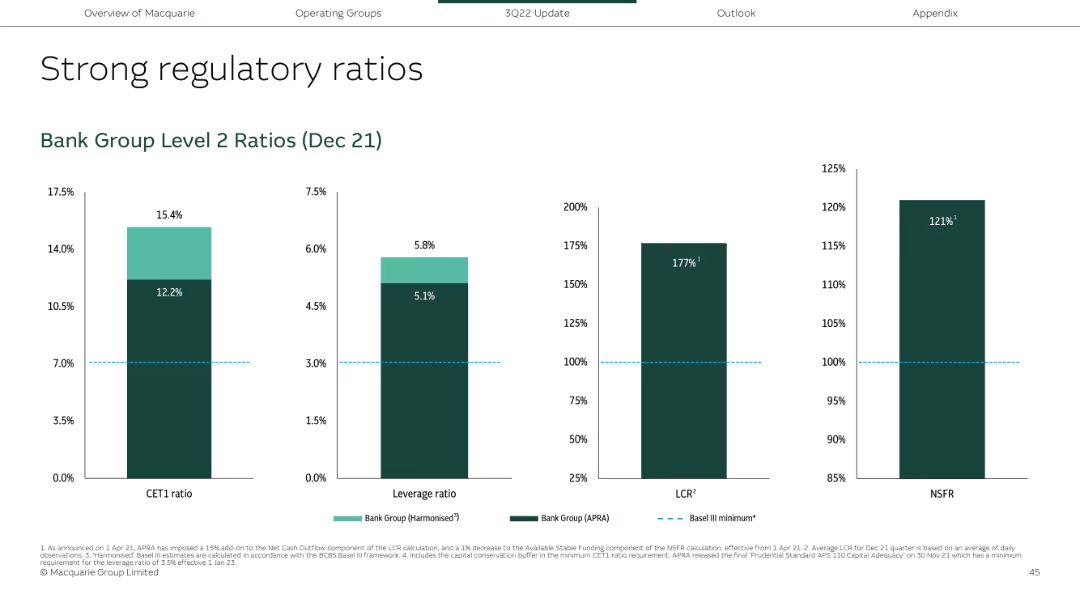 Overview of Macquarie Operating Groups 3Q22 Update Outlook Appendix
Strong regulatory ratios
Bank Group Level 2 Ratios (Dec 21)
17.5%
14.0%
10.5%
7.0%
3.5%
0.0%
15.4%
12.2%
CET1 ratio
7.5%
6.0%
4.5%
3.0%
1.5%
0.0%
5.8%
5.1%
Leverage ratio
200%
175%
150%
125%
100%
75%
50%
25%
177%¹
LCR²
125%
120%
115%
110%
105%
100%
95%
90%
85%
121%¹
NSFR
Bank Group (Harmonised³) Bank Group (APRA) Basel III minimum⁴
1. As announced on 1 Apr 21, APRA has imposed a 15% add-on to the Net Cash Outflow component of the LCR calculation, and a 1% decrease to the Available Stable Funding component of the NSFR calculation, effective from 1 Apr 21. 2. Average LCR for Dec 21 quarter is based on an average of daily
observations. 3. 'Harmonised' Basel III estimates are calculated in accordance with the BCBS Basel III framework. 4. Includes the capital conservation buffer in the minimum CET1 ratio requirement. APRA released the final 'Prudential Standard APS 110 Capital Adequacy' on 30 Nov 21 which has a minimum
requirement for the leverage ratio of 3.5% effective 1 Jan 23.
© Macquarie Group Limited 45